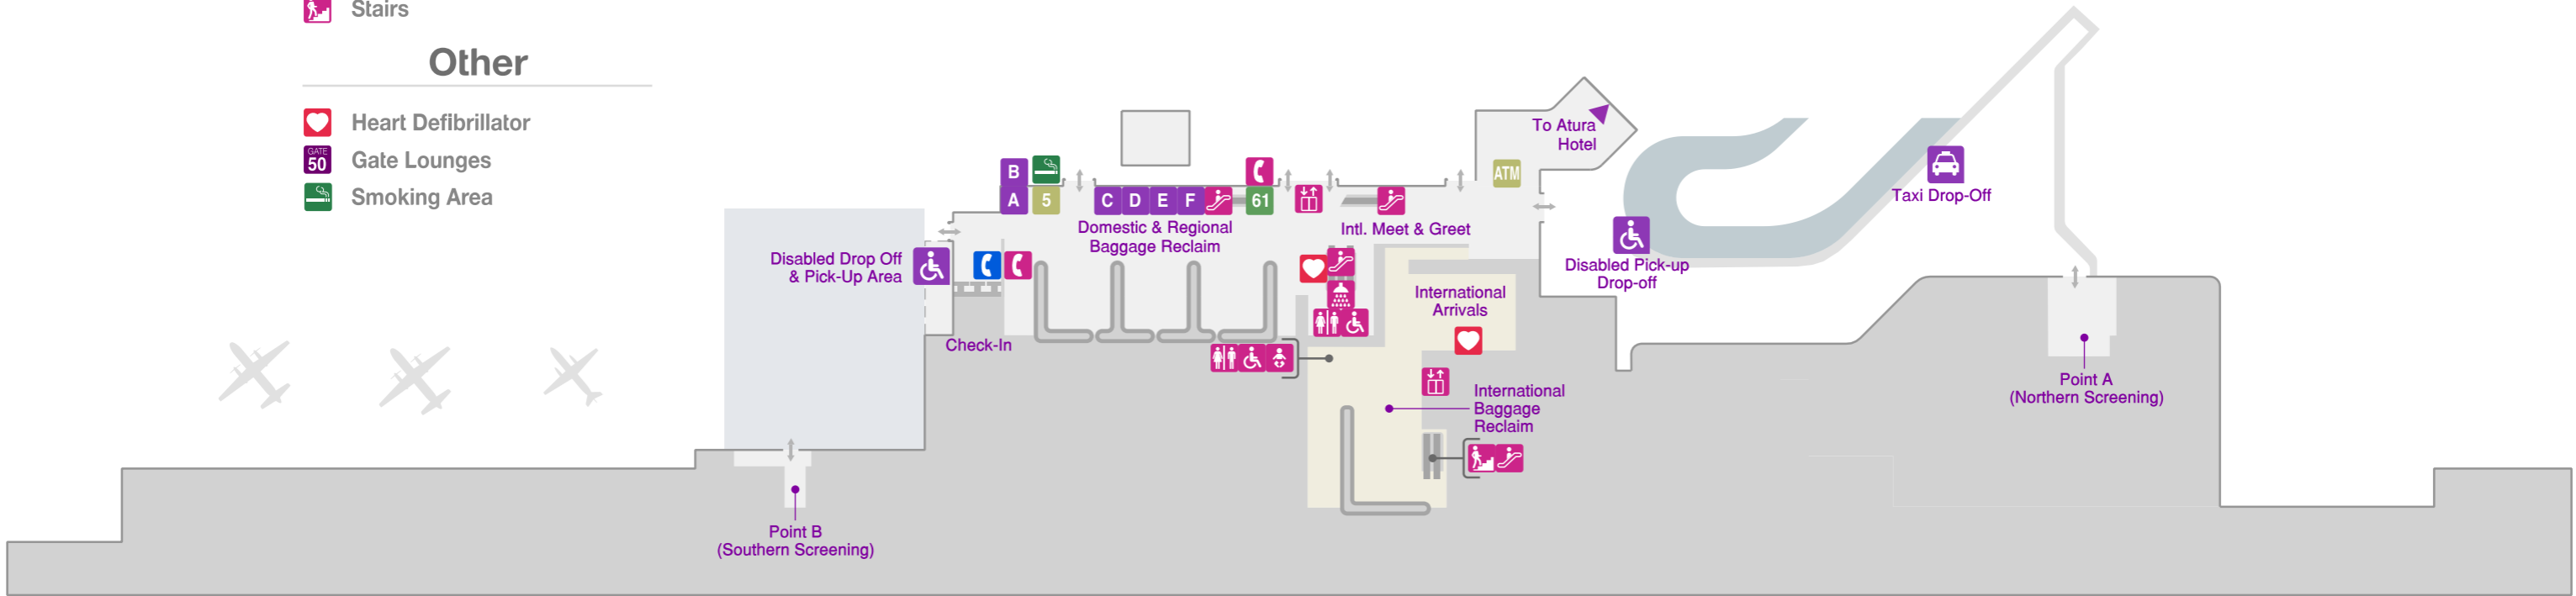 Stairs
Other
Heart Defibrillator
GATE
50
Gate Lounges
Smoking Area
To Atura
Hotel
ATM
B
A
5
C
D
E
F
61
Domestic & Regional
Baggage Reclaim
Intl. Meet & Greet
Taxi Drop-Off
Disabled Drop Off
& Pick-Up Area
Disabled Pick-up
Drop-off
International
Arrivals
Check-In
International
Baggage
Reclaim
Point A
(Northern Screening)
Point B
(Southern Screening)